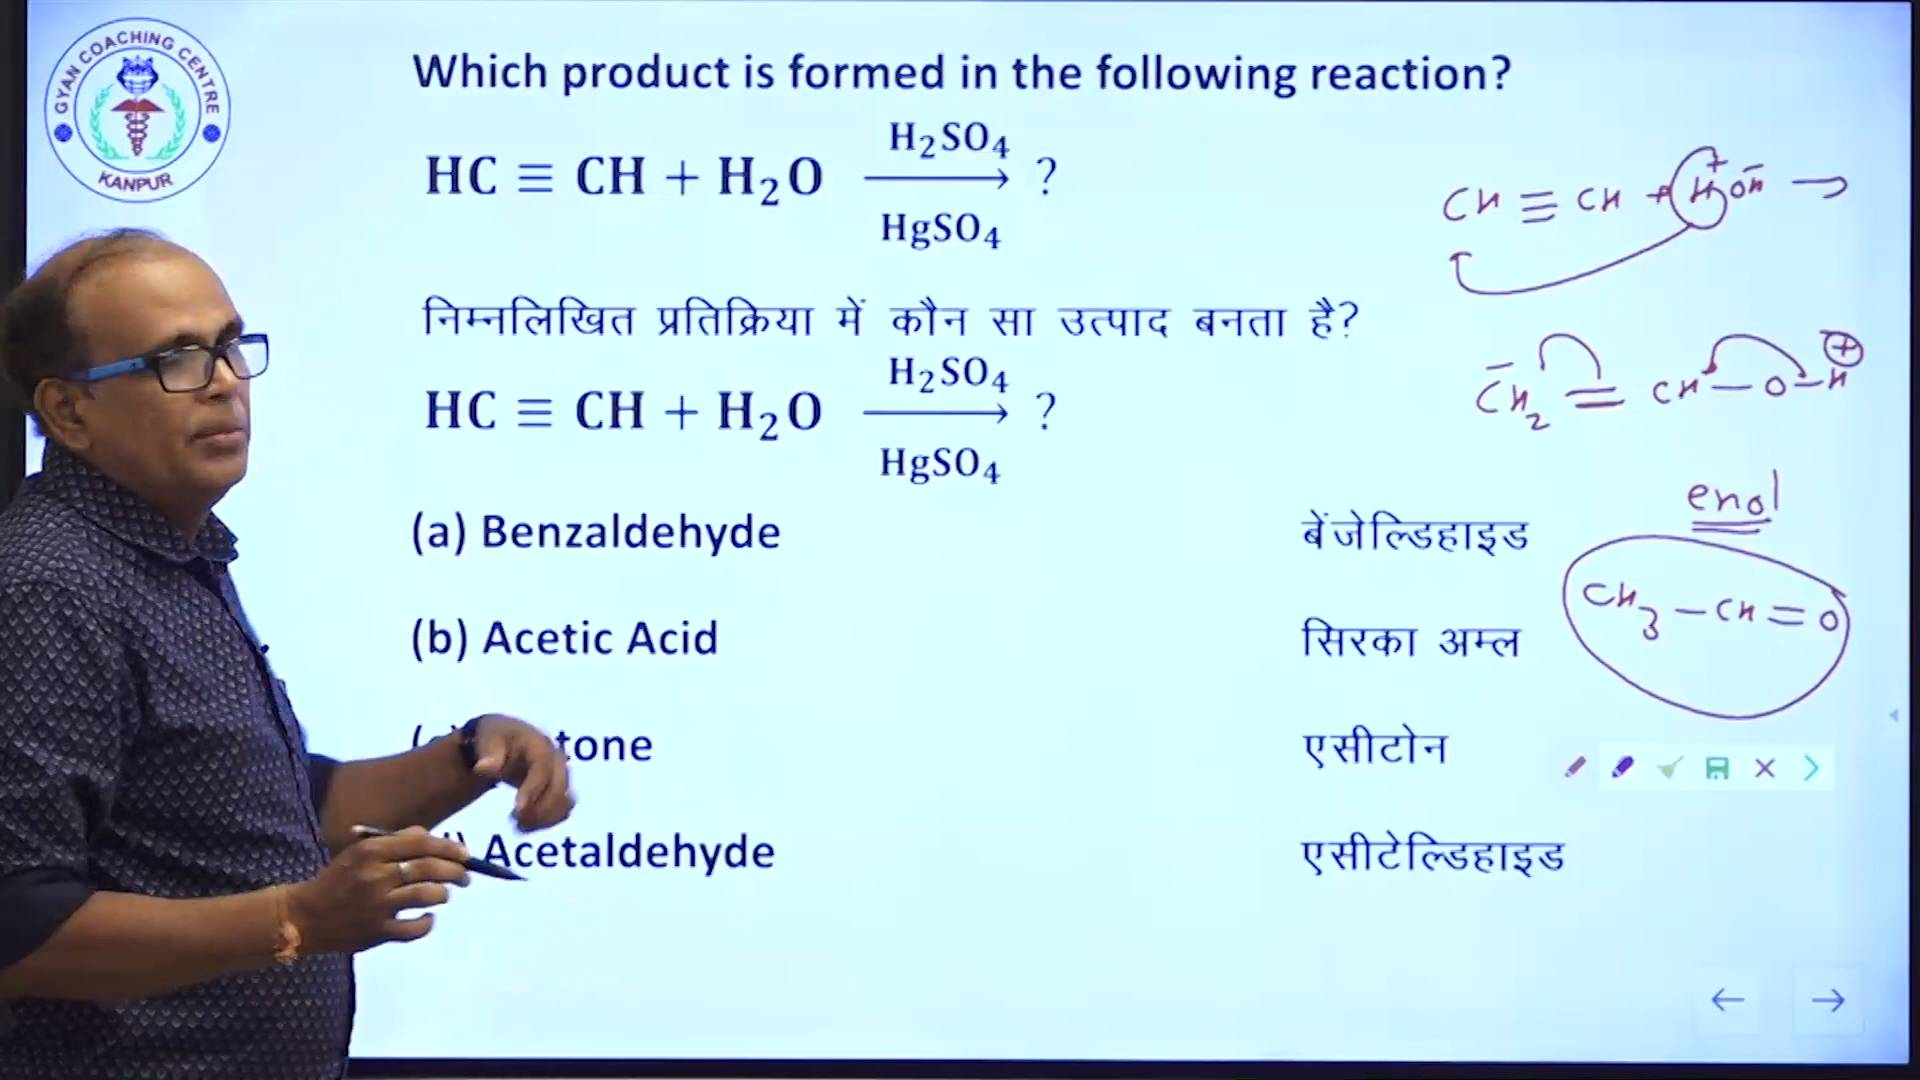 GYAN COACHING CENTRE
KANPUR
Which product is formed in the following reaction?
HC ≡ CH + H₂O
H₂SO₄
HgSO₄
?
निम्नलिखित प्रतिक्रिया में कौन सा उत्पाद बनता है?
HC ≡ CH + H₂O
H₂SO₄
HgSO₄
?
(a) Benzaldehyde बेंजेल्डिहाइड
(b) Acetic Acid सिरका अम्ल
tone एसीटोन
Acetaldehyde एसीटेल्डिहाइड
CH ≡ CH + H⁺OH⁻ →
C̄H₂ = CH — O — H ⊕
enol
CH₃ — CH = O